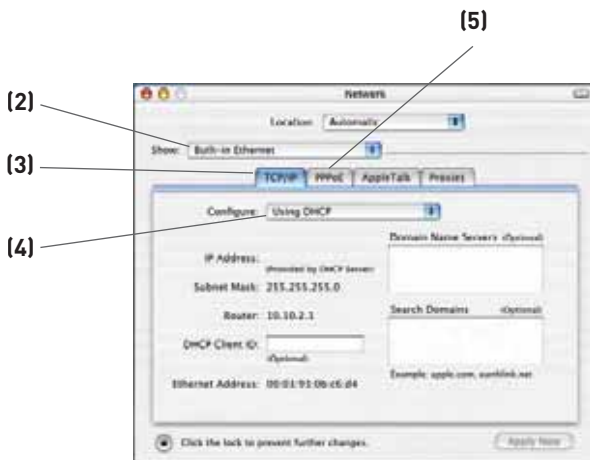 (5)
Network
(2)
Location: Automatic
Show: Built-in Ethernet
(3)
TCP/IP PPPoE AppleTalk Proxies
Configure: Using DHCP
(4)
Domain Name Servers (Optional)
IP Address:
(Provided by DHCP Server)
Subnet Mask: 255.255.255.0
Router: 10.10.2.1
Search Domains (Optional)
DHCP Client ID:
(Optional)
Example: apple.com, earthlink.net
Ethernet Address: 00:03:93:0b:c6:d4
Click the lock to prevent further changes.
Apply Now